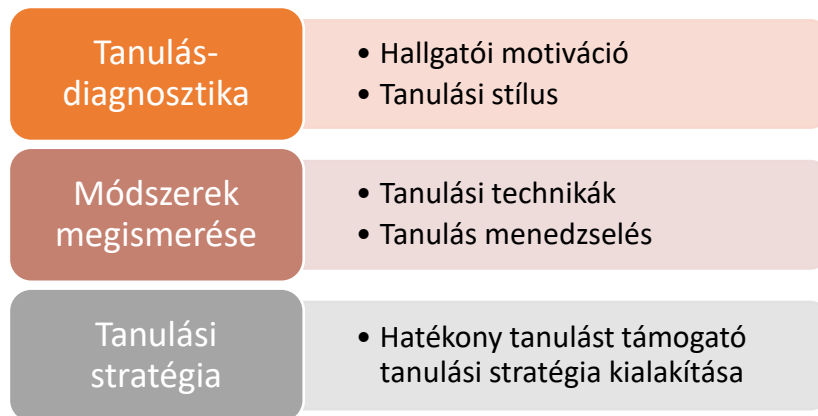 Tanulás-
diagnosztika
• Hallgatói motiváció
• Tanulási stílus
Módszerek
megismerése
• Tanulási technikák
• Tanulás menedzselés
Tanulási
stratégia
• Hatékony tanulást támogató
tanulási stratégia kialakítása